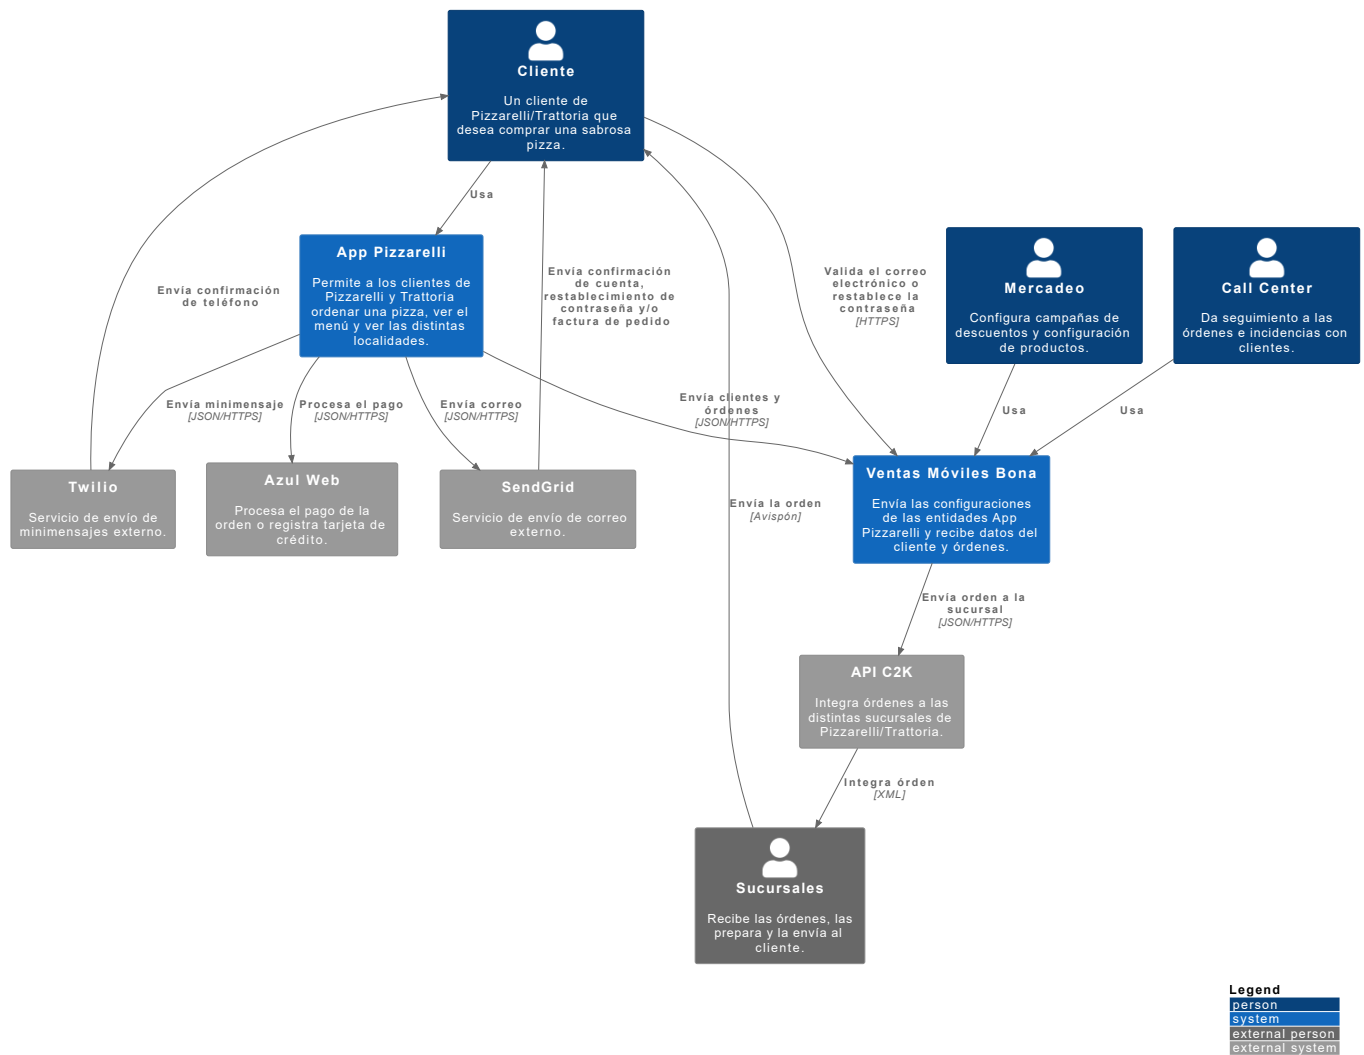 Cliente
Un cliente de
Pizzarelli/Trattoria que
desea comprar una sabrosa
pizza.
Usa
App Pizzarelli
Permite a los clientes de
Pizzarelli y Trattoria
ordenar una pizza, ver el
menú y ver las distintas
localidades.
Envía confirmación
de teléfono
Envía confirmación
de cuenta,
restablecimiento de
contraseña y/o
factura de pedido
Valida el correo
electrónico o
restablece la
contraseña
[HTTPS]
Mercadeo
Configura campañas de
descuentos y configuración
de productos.
Call Center
Da seguimiento a las
órdenes e incidencias con
clientes.
Envía minimensaje
[JSON/HTTPS]
Procesa el pago
[JSON/HTTPS]
Envía correo
[JSON/HTTPS]
Envía clientes y
órdenes
[JSON/HTTPS]
Usa
Usa
Twilio
Servicio de envío de
minimensajes externo.
Azul Web
Procesa el pago de la
orden o registra tarjeta de
crédito.
SendGrid
Servicio de envío de correo
externo.
Envía la orden
[Avispón]
Ventas Móviles Bona
Envía las configuraciones
de las entidades App
Pizzarelli y recibe datos del
cliente y órdenes.
Envía orden a la
sucursal
[JSON/HTTPS]
API C2K
Integra órdenes a las
distintas sucursales de
Pizzarelli/Trattoria.
Integra órden
[XML]
Sucursales
Recibe las órdenes, las
prepara y la envía al
cliente.
Legend
person
system
external person
external system